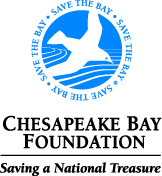 SAVE THE BAY • SAVE THE BAY • SAVE THE BAY • SAVE THE BAY •
CHESAPEAKE BAY
FOUNDATION
Saving a National Treasure